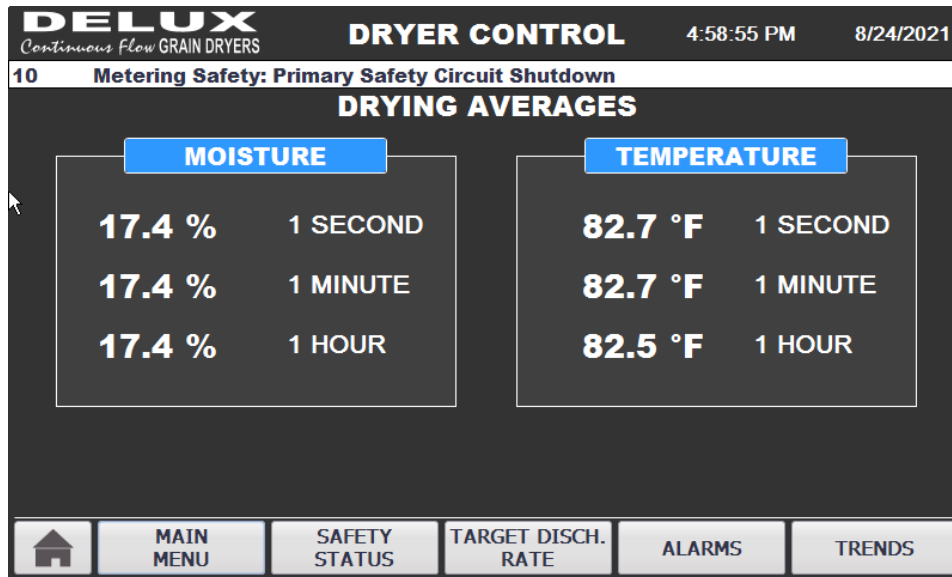 DELUX
Continuous Flow GRAIN DRYERS
DRYER CONTROL
4:58:55 PM
8/24/2021
10 Metering Safety: Primary Safety Circuit Shutdown
DRYING AVERAGES
MOISTURE
17.4 % 1 SECOND
17.4 % 1 MINUTE
17.4 % 1 HOUR
TEMPERATURE
82.7 °F 1 SECOND
82.7 °F 1 MINUTE
82.5 °F 1 HOUR
MAIN
MENU
SAFETY
STATUS
TARGET DISCH.
RATE
ALARMS
TRENDS